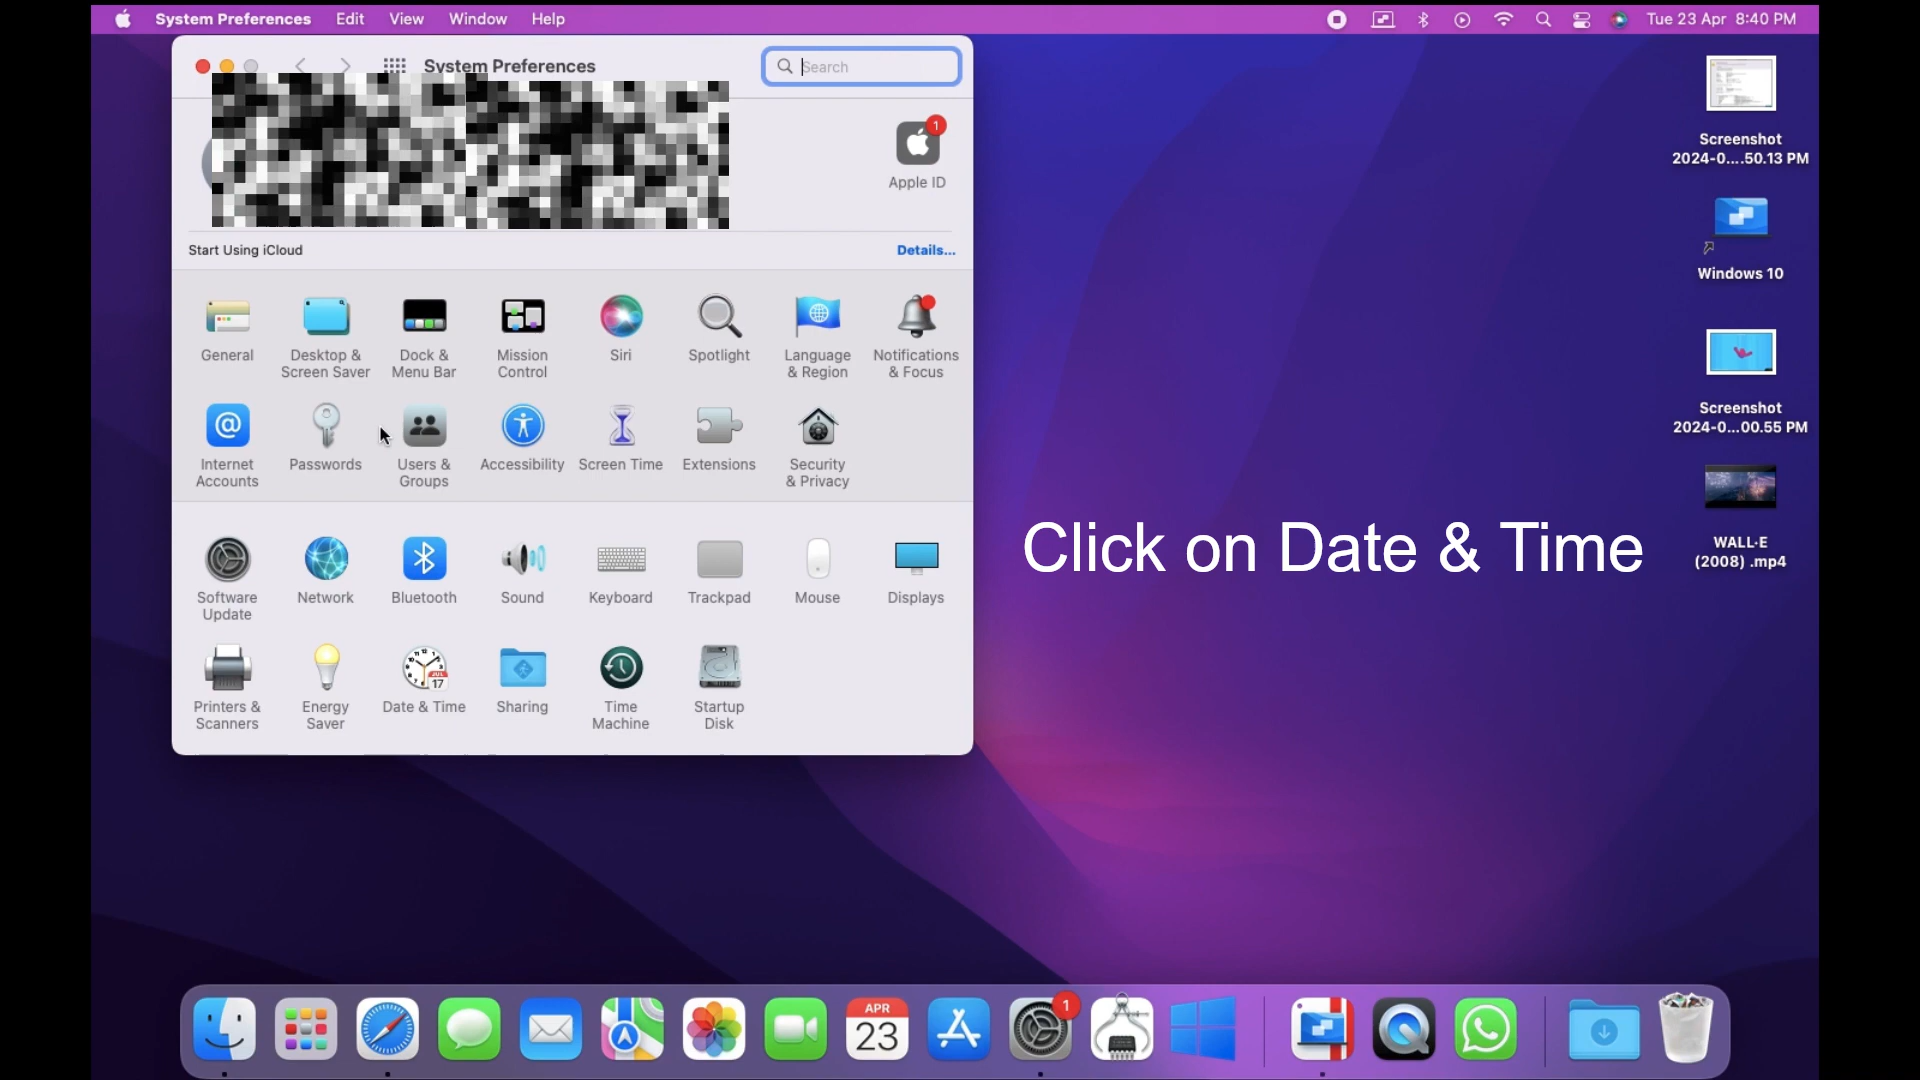 System Preferences Edit View Window Help Tue 23 Apr 8:40 PM
System Preferences
Search
1
Apple ID
Start Using iCloud Details...
General
Desktop &
Screen Saver
Dock &
Menu Bar
Mission
Control
Siri
Spotlight
Language
& Region
Notifications
& Focus
Internet
Accounts
Passwords
Users &
Groups
Accessibility
Screen Time
Extensions
Security
& Privacy
Software
Update
Network
Bluetooth
Sound
Keyboard
Trackpad
Mouse
Displays
Printers &
Scanners
Energy
Saver
JUL
17
Date & Time
Sharing
Time
Machine
Startup
Disk
Click on Date & Time
Screenshot
2024-0....50.13 PM
Windows 10
Screenshot
2024-0...00.55 PM
WALL·E
(2008) .mp4
APR
23
1